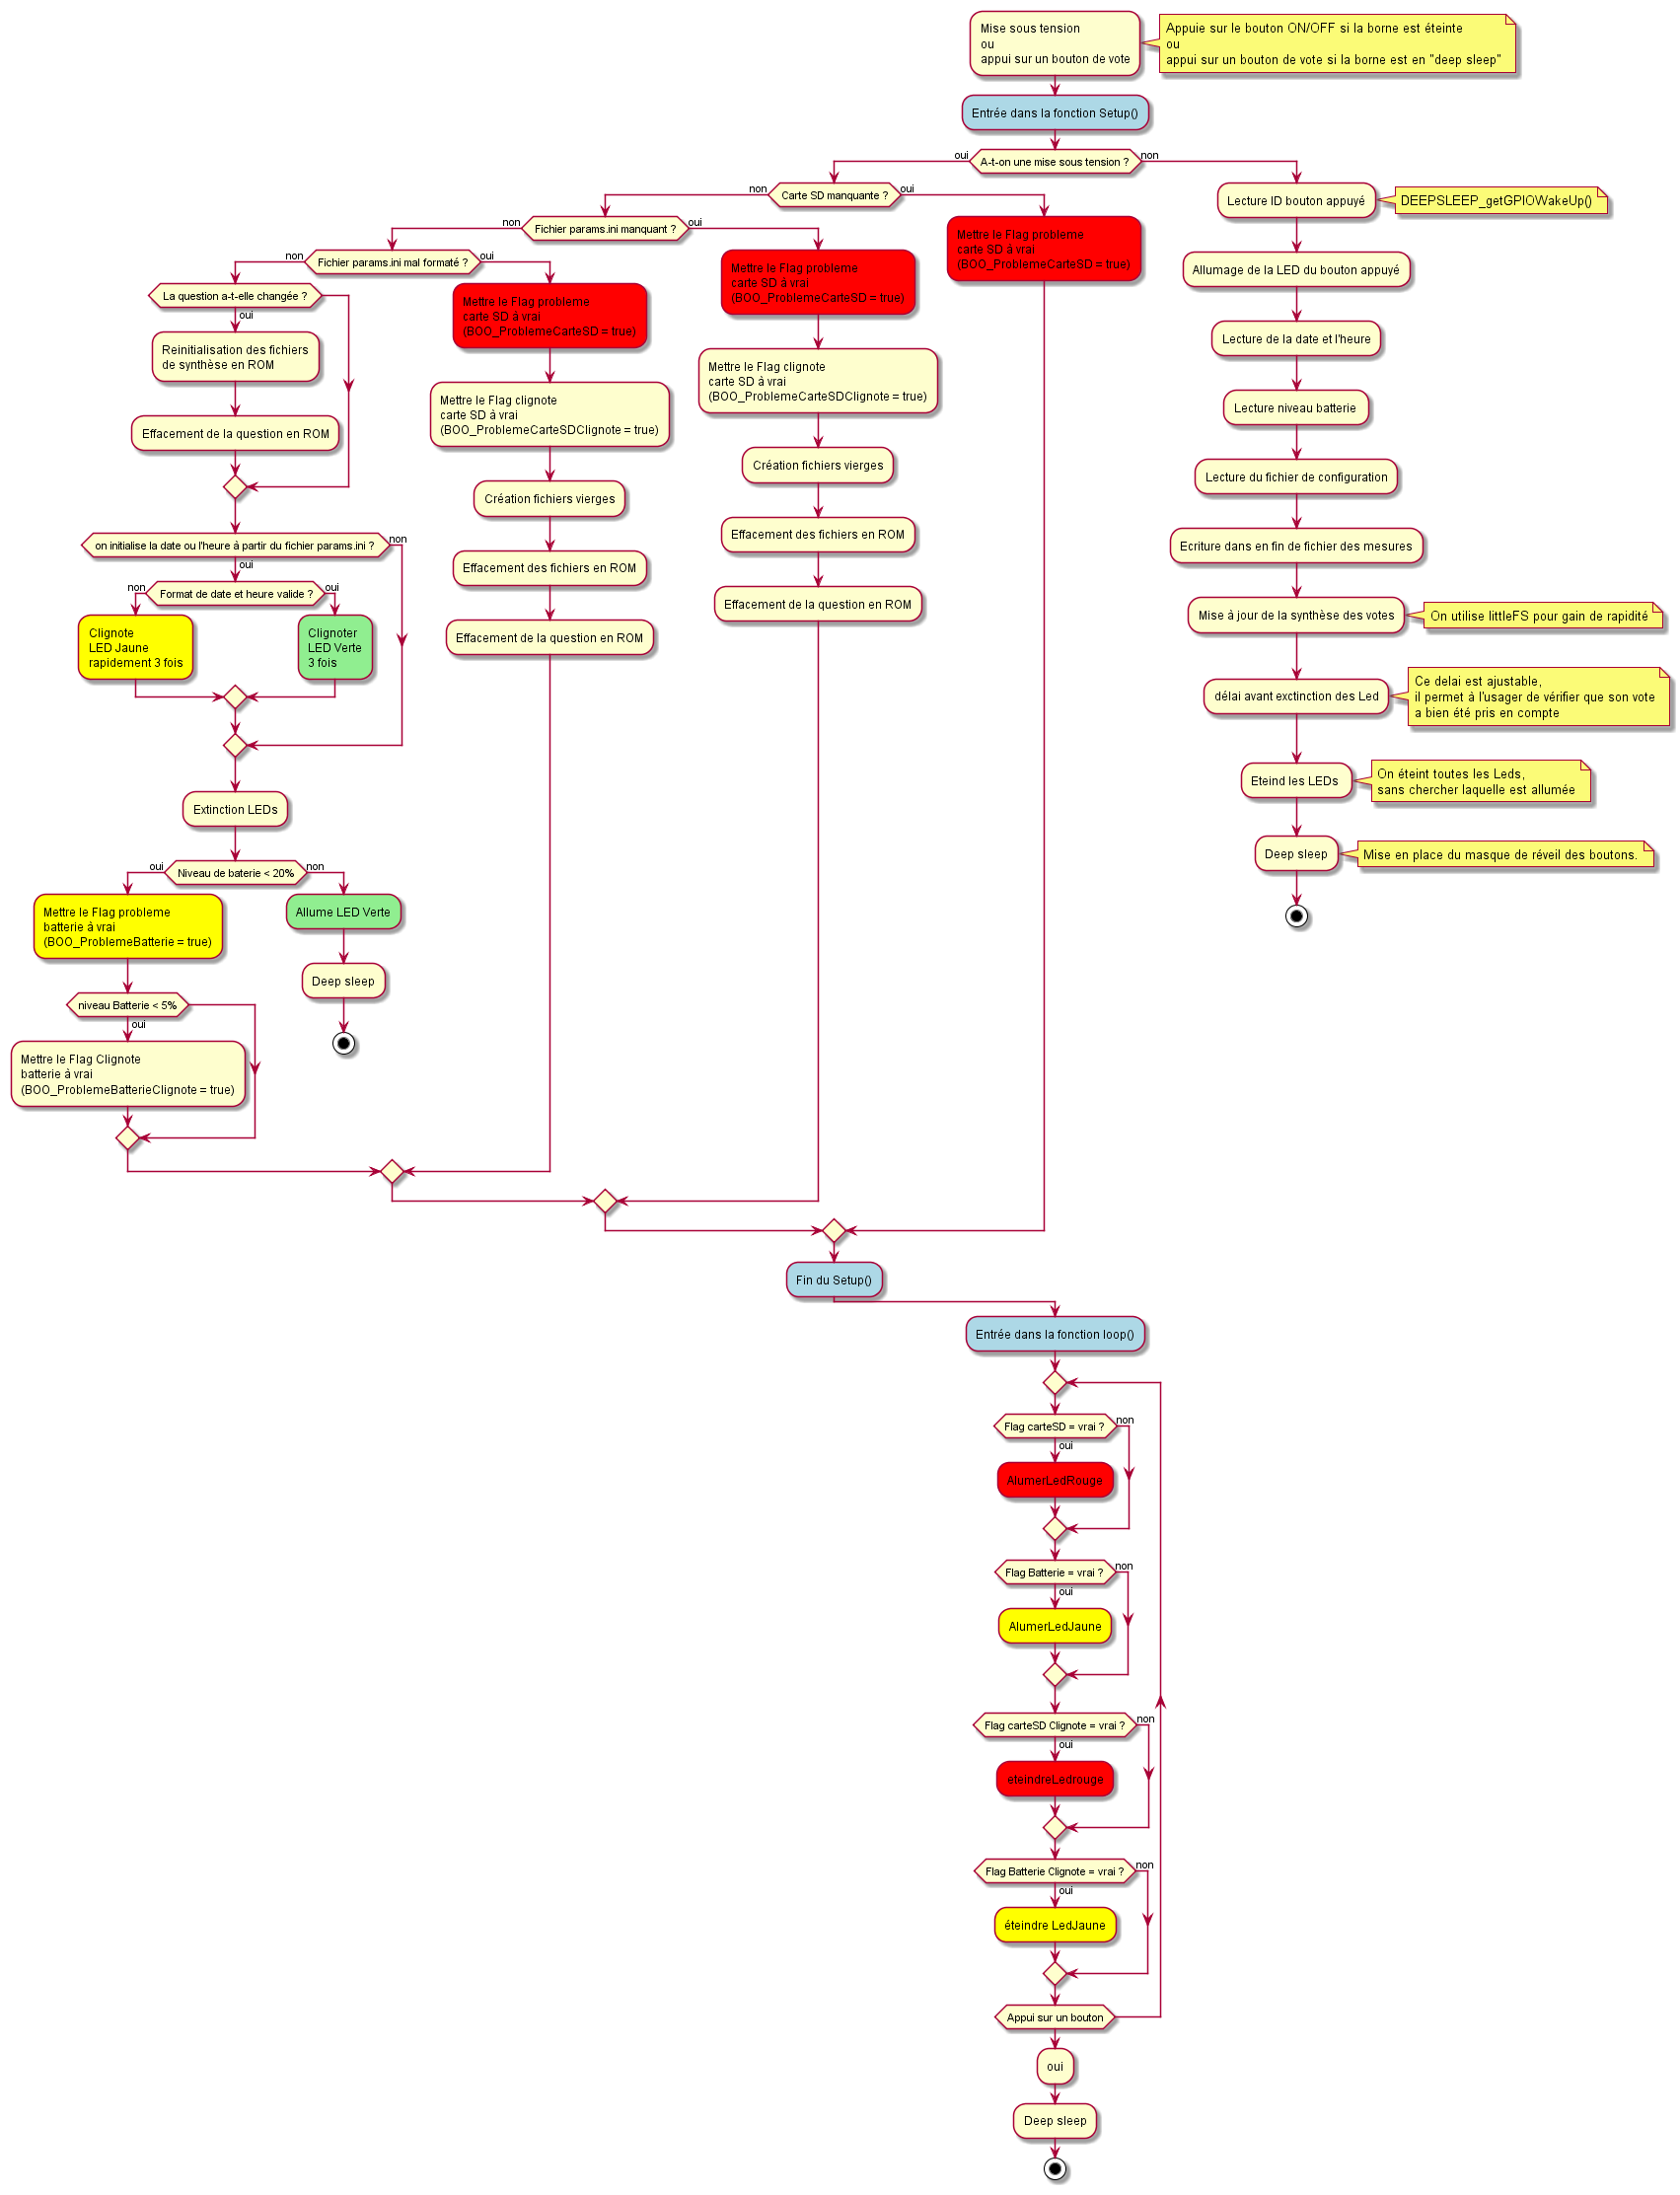 Mise sous tension
ou
appui sur un bouton de vote
Appuie sur le bouton ON/OFF si la borne est éteinte
ou
appui sur un bouton de vote si la borne est en "deep sleep"
Entrée dans la fonction Setup()
oui
A-t-on une mise sous tension ?
non
non
Carte SD manquante ?
oui
Lecture ID bouton appuyé
DEEPSLEEP_getGPIOWakeUp()
non
Fichier params.ini manquant ?
oui
Mettre le Flag probleme
carte SD à vrai
(BOO_ProblemeCarteSD = true)
non
Fichier params.ini mal formaté ?
oui
Mettre le Flag probleme
carte SD à vrai
(BOO_ProblemeCarteSD = true)
Allumage de la LED du bouton appuyé
La question a-t-elle changée ?
oui
Mettre le Flag probleme
carte SD à vrai
(BOO_ProblemeCarteSD = true)
Reinitialisation des fichiers
de synthèse en ROM
Lecture de la date et l'heure
Mettre le Flag clignote
carte SD à vrai
(BOO_ProblemeCarteSDClignote = true)
Mettre le Flag clignote
carte SD à vrai
(BOO_ProblemeCarteSDClignote = true)
Lecture niveau batterie
Effacement de la question en ROM
Création fichiers vierges
Lecture du fichier de configuration
Création fichiers vierges
Effacement des fichiers en ROM
Ecriture dans en fin de fichier des mesures
on initialise la date ou l'heure à partir du fichier params.ini ?
non
oui
Effacement des fichiers en ROM
non
Format de date et heure valide ?
oui
Effacement de la question en ROM
Mise à jour de la synthèse des votes
On utilise littleFS pour gain de rapidité
Clignote
LED Jaune
rapidement 3 fois
Clignoter
LED Verte
3 fois
Effacement de la question en ROM
délai avant exctinction des Led
Ce delai est ajustable,
il permet à l'usager de vérifier que son vote
a bien été pris en compte
Eteind les LEDs
On éteint toutes les Leds,
sans chercher laquelle est allumée
Extinction LEDs
Deep sleep
Mise en place du masque de réveil des boutons.
oui
Niveau de baterie < 20%
non
Mettre le Flag probleme
batterie à vrai
(BOO_ProblemeBatterie = true)
Allume LED Verte
Deep sleep
niveau Batterie < 5%
oui
Mettre le Flag Clignote
batterie à vrai
(BOO_ProblemeBatterieClignote = true)
Fin du Setup()
Entrée dans la fonction loop()
Flag carteSD = vrai ?
non
oui
AlumerLedRouge
Flag Batterie = vrai ?
non
oui
AlumerLedJaune
Flag carteSD Clignote = vrai ?
non
oui
eteindreLedrouge
Flag Batterie Clignote = vrai ?
non
oui
éteindre LedJaune
Appui sur un bouton
oui
Deep sleep